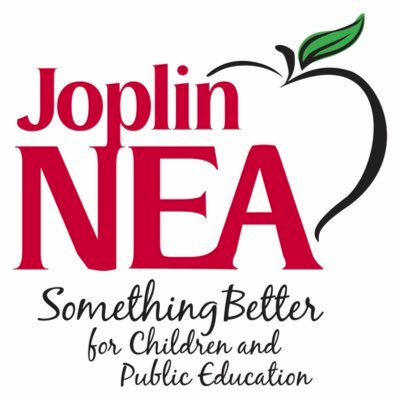 Joplin
NEA
Something Better
for Children and
Public Education